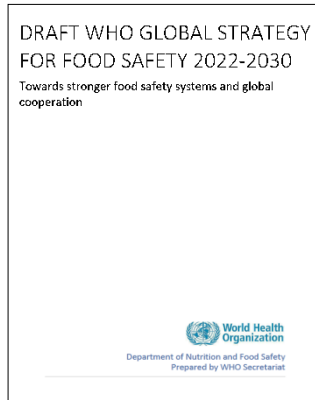 DRAFT WHO GLOBAL STRATEGY
FOR FOOD SAFETY 2022-2030
Towards stronger food safety systems and global
cooperation
World Health
Organization
Department of Nutrition and Food Safety
Prepared by WHO Secretariat